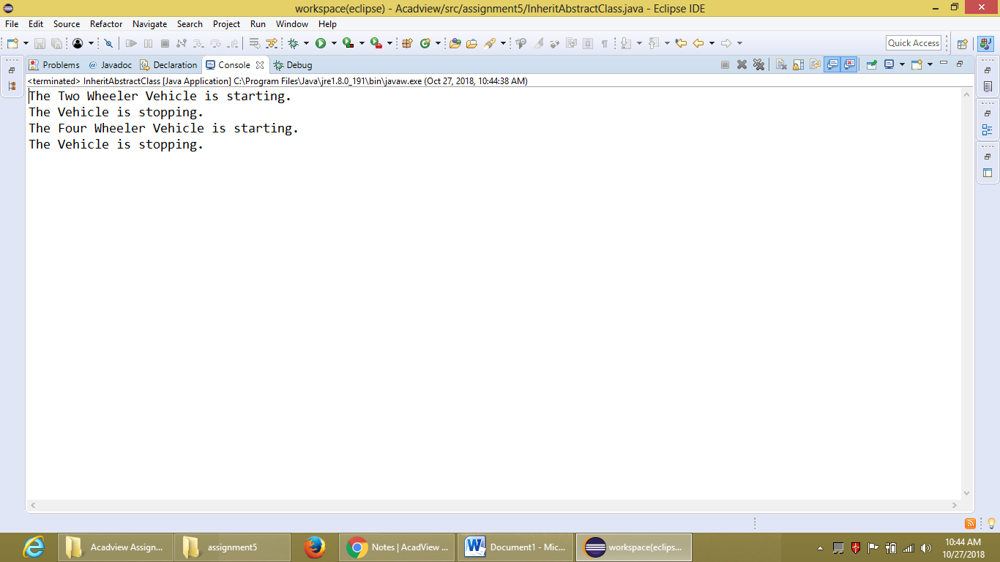 workspace(eclipse) - Acadview/src/assignment5/InheritAbstractClass.java - Eclipse IDE
File Edit Source Refactor Navigate Search Project Run Window Help
Quick Access
Problems @ Javadoc Declaration Console Debug
<terminated> InheritAbstractClass [Java Application] C:\Program Files\Java\jre1.8.0_191\bin\javaw.exe (Oct 27, 2018, 10:44:38 AM)
The Two Wheeler Vehicle is starting.
The Vehicle is stopping.
The Four Wheeler Vehicle is starting.
The Vehicle is stopping.
Acadview Assign... assignment5 Notes | AcadView ... Document1 - Mic... workspace(eclips...
10:44 AM
10/27/2018